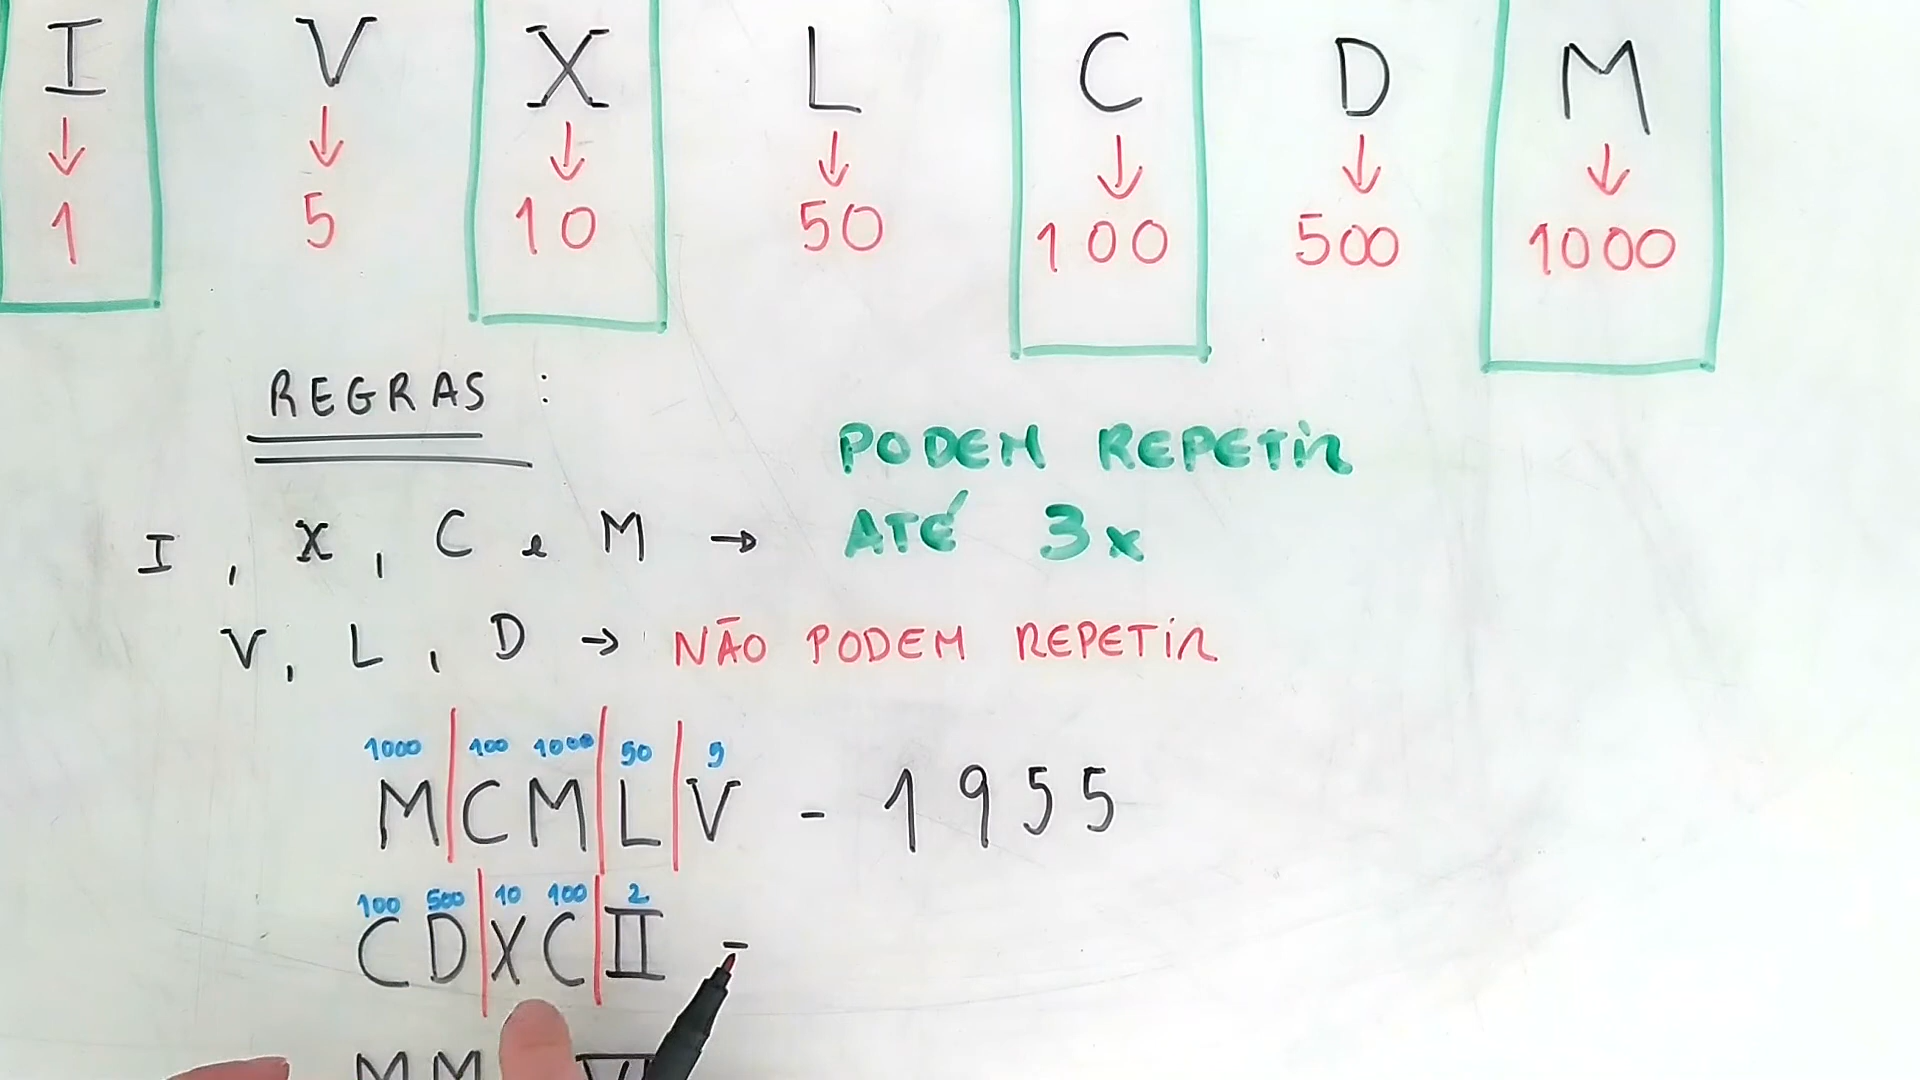 I V X L C D M
1 5 10 50 100 500 1000
REGRAS :
I , X , C e M → PODEM REPETIR ATÉ 3x
V, L, D → NÃO PODEM REPETIR
1000 100 1000 50 5
M C M L V - 1955
100 500 10 100 2
C D X C II -
MM